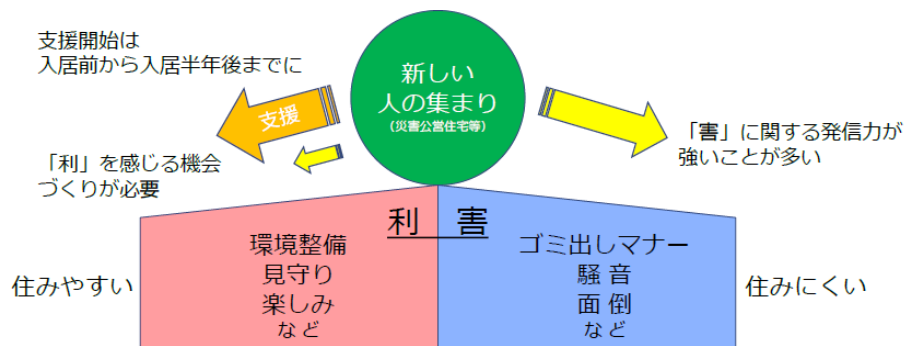 支援開始は
入居前から入居半年後までに
新しい
人の集まり
（災害公営住宅等）
支援
「害」に関する発信力が
強いことが多い
「利」を感じる機会
づくりが必要
利 害
環境整備
見守り
楽しみ
など
ゴミ出しマナー
騒 音
面 倒
など
住みやすい
住みにくい